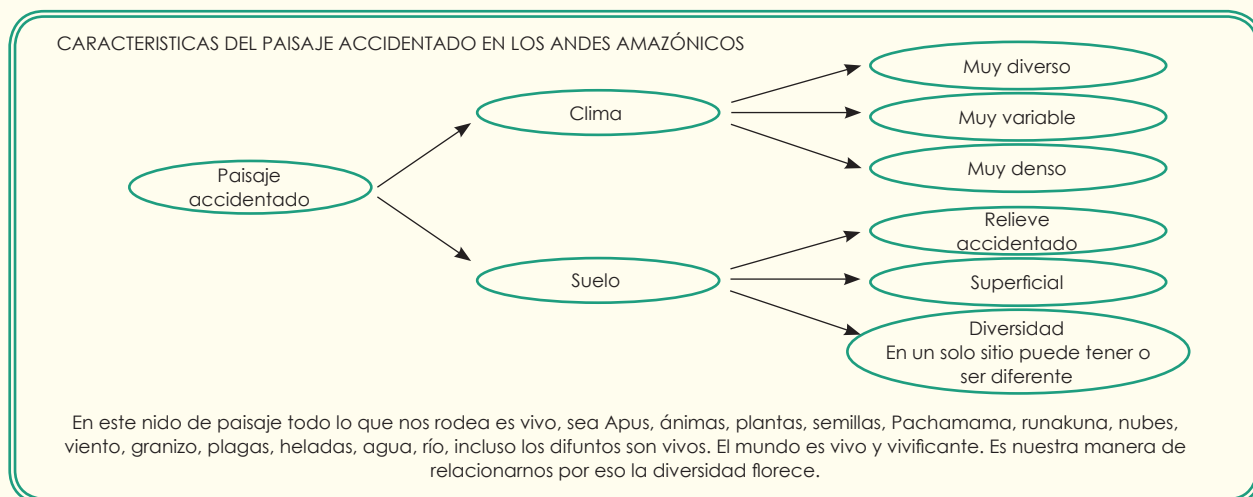 CARACTERISTICAS DEL PAISAJE ACCIDENTADO EN LOS ANDES AMAZÓNICOS
Paisaje
accidentado
Clima
Muy diverso
Muy variable
Muy denso
Suelo
Relieve
accidentado
Superficial
Diversidad
En un solo sitio puede tener o
ser diferente
En este nido de paisaje todo lo que nos rodea es vivo, sea Apus, ánimas, plantas, semillas, Pachamama, runakuna, nubes,
viento, granizo, plagas, heladas, agua, río, incluso los difuntos son vivos. El mundo es vivo y vivificante. Es nuestra manera de
relacionarnos por eso la diversidad florece.